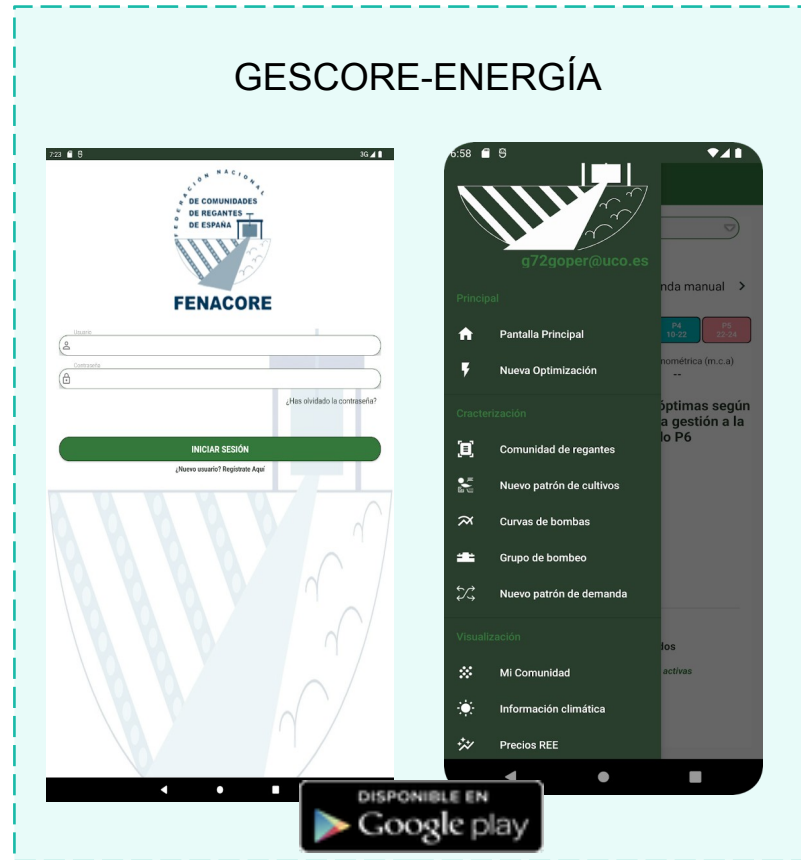 GESCORE-ENERGÍA
7:23
3G
FEDERACIÓN NACIONAL
DE COMUNIDADES
DE REGANTES
DE ESPAÑA
FENACORE
Usuario
Contraseña
¿Has olvidado la contraseña?
INICIAR SESIÓN
¿Nuevo usuario? Regístrate Aquí
6:58
g72goper@uco.es
Principal
Pantalla Principal
Nueva Optimización
Cracterización
Comunidad de regantes
Nuevo patrón de cultivos
Curvas de bombas
Grupo de bombeo
Nuevo patrón de demanda
Visualización
Mi Comunidad
Información climática
Precios REE
nda manual
P4
10-22
P5
22-24
nométrica (m.c.a)
--
óptimas según
a gestión a la
lo P6
dos
activas
DISPONIBLE EN
Google play